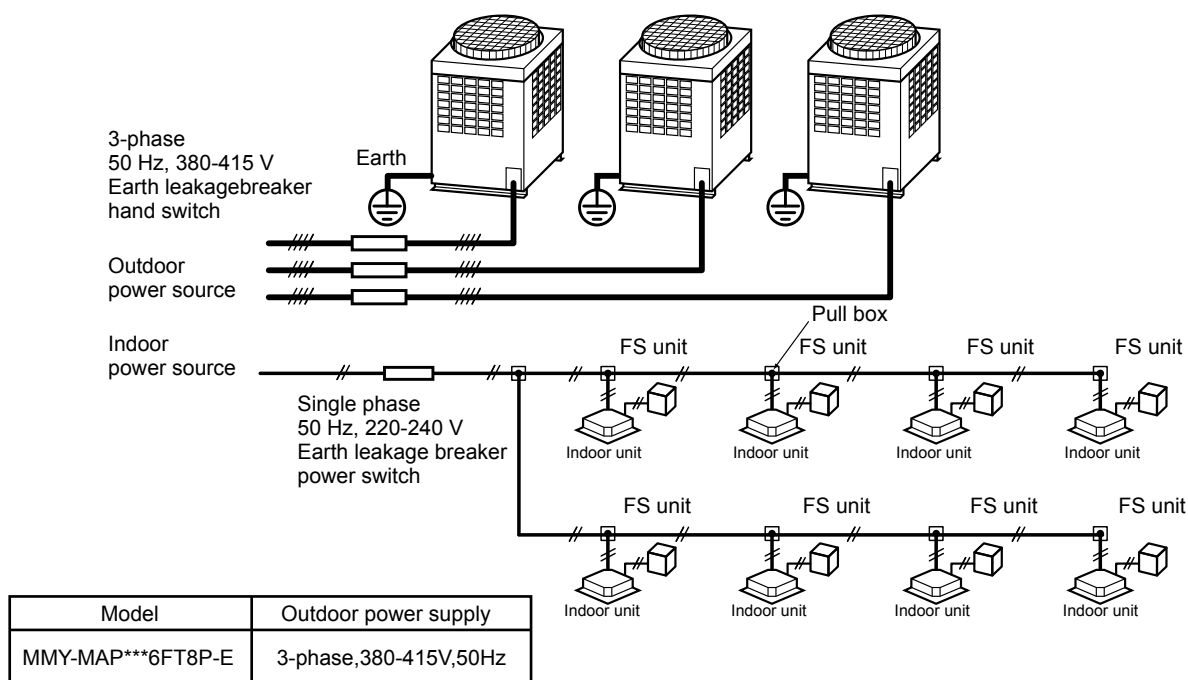 3-phase
50 Hz, 380-415 V
Earth leakagebreaker
hand switch
Earth
Outdoor
power source
Pull box
Indoor
power source
FS unit
FS unit
FS unit
FS unit
Single phase
50 Hz, 220-240 V
Earth leakage breaker
power switch
Indoor unit
Indoor unit
Indoor unit
Indoor unit
FS unit
FS unit
FS unit
FS unit
Indoor unit
Indoor unit
Indoor unit
Indoor unit
Model
Outdoor power supply
MMY-MAP***6FT8P-E
3-phase,380-415V,50Hz